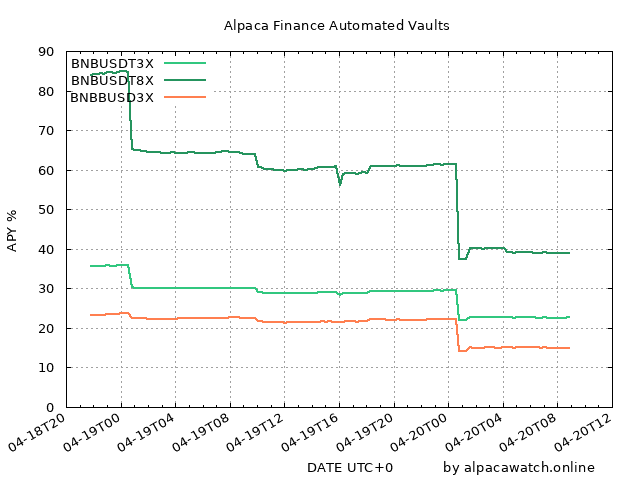 Alpaca Finance Automated Vaults
BNBUSDT3X
BNBUSDT8X
BNBBUSD3X
APY %
90
80
70
60
50
40
30
20
10
0
04-18T20
04-19T00
04-19T04
04-19T08
04-19T12
04-19T16
04-19T20
04-20T00
04-20T04
04-20T08
04-20T12
DATE UTC+0
by alpacawatch.online